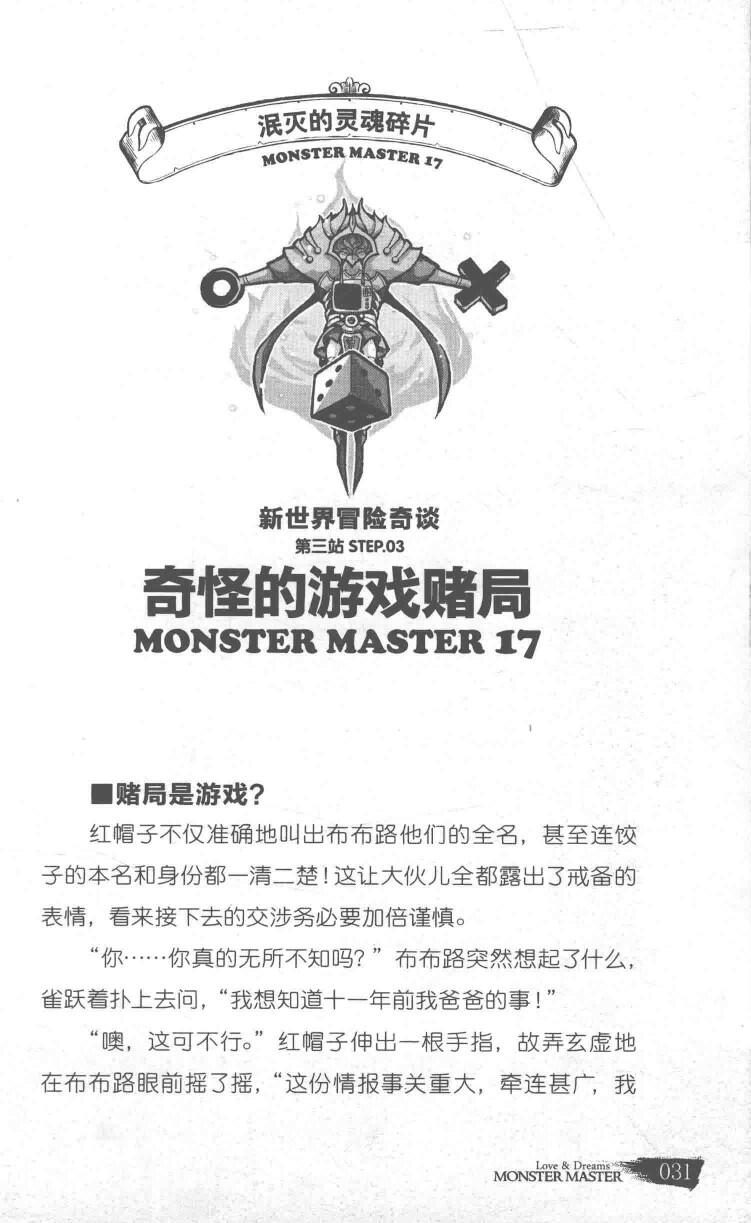 泯灭的灵魂碎片
MONSTER MASTER 17
新世界冒险奇谈
第三站 STEP.03
奇怪的游戏赌局
MONSTER MASTER 17
■赌局是游戏？
红帽子不仅准确地叫出布布路他们的全名，甚至连饺
子的本名和身份都一清二楚！这让大伙儿全都露出了戒备的
表情，看来接下去的交涉务必要加倍谨慎。
“你……你真的无所不知吗？”布布路突然想起了什么，
雀跃着扑上去问，“我想知道十一年前我爸爸的事！”
“噢，这可不行。”红帽子伸出一根手指，故弄玄虚地
在布布路眼前摇了摇，“这份情报事关重大，牵连甚广，我
Love & Dreams
MONSTER MASTER 031